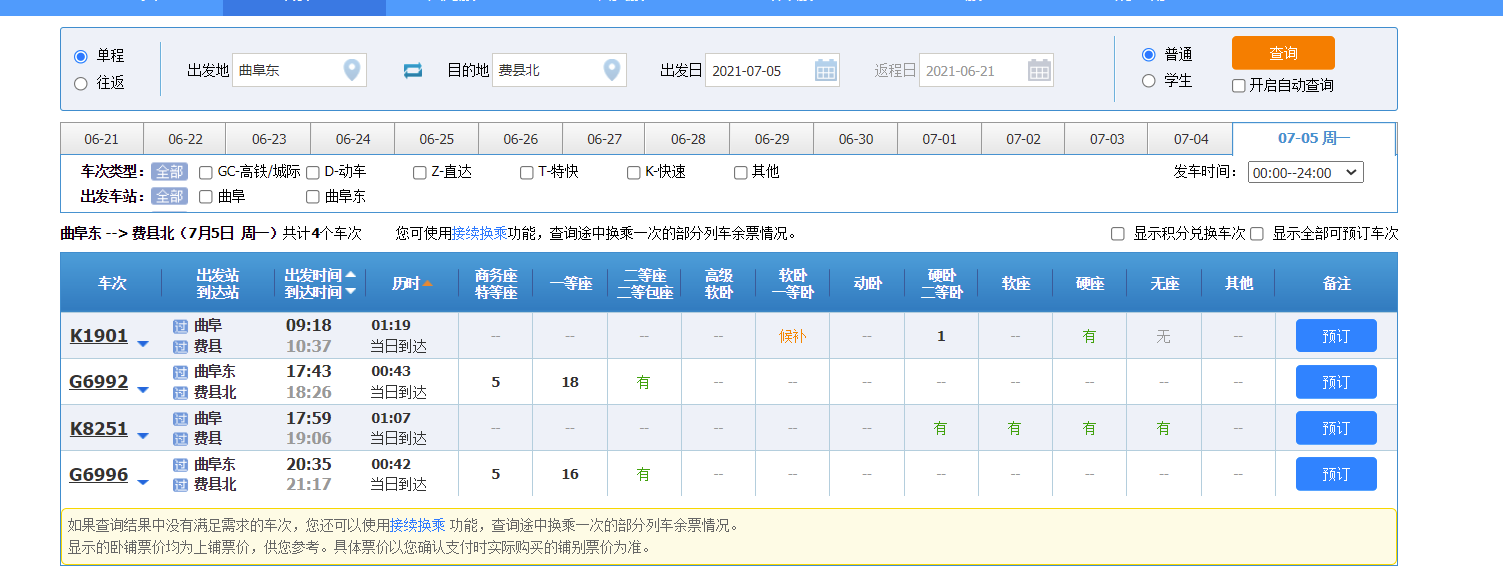 单程
往返
出发地 曲阜东 目的地 费县北 出发日 2021-07-05 返程日 2021-06-21
普通
学生
查询
开启自动查询
06-21 06-22 06-23 06-24 06-25 06-26 06-27 06-28 06-29 06-30 07-01 07-02 07-03 07-04 07-05 周一
车次类型： 全部 GC-高铁/城际 D-动车 Z-直达 T-特快 K-快速 其他 发车时间： 00:00--24:00
出发车站： 全部 曲阜 曲阜东
曲阜东 --> 费县北（7月5日 周一）共计4个车次 您可使用接续换乘功能，查询途中换乘一次的部分列车余票情况。 显示积分兑换车次 显示全部可预订车次
车次 出发站 到达站 出发时间 到达时间 历时 商务座 特等座 一等座 二等座 二等包座 高级 软卧 软卧 一等卧 动卧 硬卧 二等卧 软座 硬座 无座 其他 备注
K1901 过 曲阜 09:18 01:19 -- -- -- -- 候补 -- 1 -- 有 无 -- 预订
过 费县 10:37 当日到达
G6992 过 曲阜东 17:43 00:43 5 18 有 -- -- -- -- -- -- -- -- 预订
过 费县北 18:26 当日到达
K8251 过 曲阜 17:59 01:07 -- -- -- -- -- -- 有 有 有 有 -- 预订
过 费县 19:06 当日到达
G6996 过 曲阜东 20:35 00:42 5 16 有 -- -- -- -- -- -- -- -- 预订
过 费县北 21:17 当日到达
如果查询结果中没有满足需求的车次，您还可以使用接续换乘 功能，查询途中换乘一次的部分列车余票情况。
显示的卧铺票价均为上铺票价，供您参考。具体票价以您确认支付时实际购买的铺别票价为准。